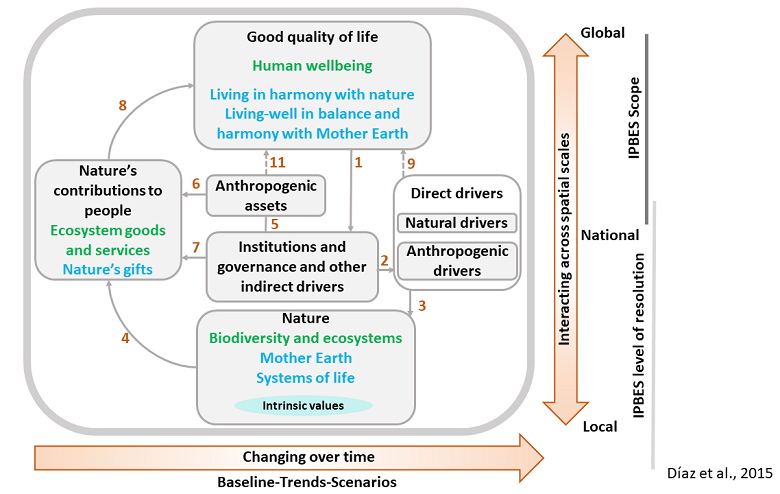 Good quality of life
Human wellbeing
Living in harmony with nature
Living-well in balance and
harmony with Mother Earth
8
11
1
9
Nature's
contributions to
people
Ecosystem goods
and services
Nature's gifts
6
Anthropogenic
assets
5
7
Institutions and
governance and other
indirect drivers
2
Direct drivers
Natural drivers
Anthropogenic
drivers
3
4
Nature
Biodiversity and ecosystems
Mother Earth
Systems of life
Intrinsic values
Changing over time
Baseline-Trends-Scenarios
Interacting across spatial scales
Global
National
Local
IPBES Scope
IPBES level of resolution
Díaz et al., 2015